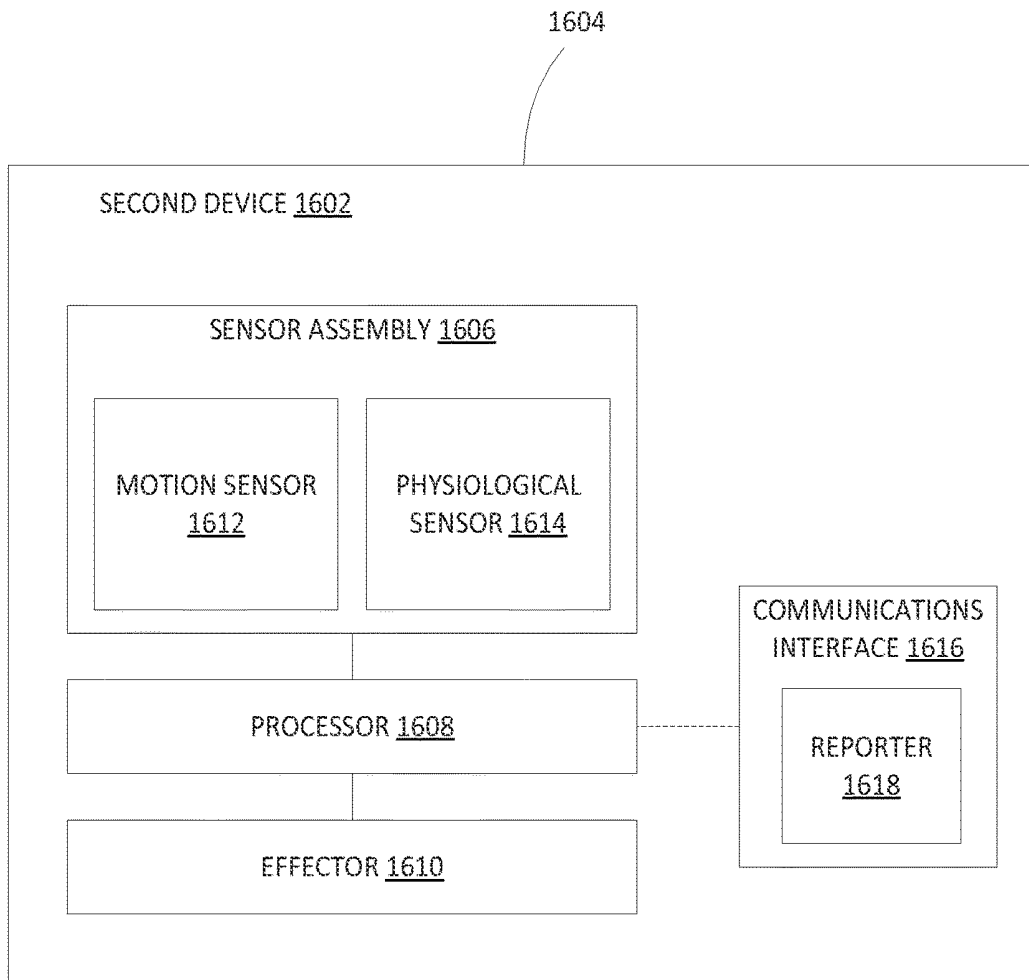 1604
SECOND DEVICE 1602
SENSOR ASSEMBLY 1606
MOTION SENSOR
1612
PHYSIOLOGICAL
SENSOR 1614
COMMUNICATIONS
INTERFACE 1616
PROCESSOR 1608
REPORTER
1618
EFFECTOR 1610